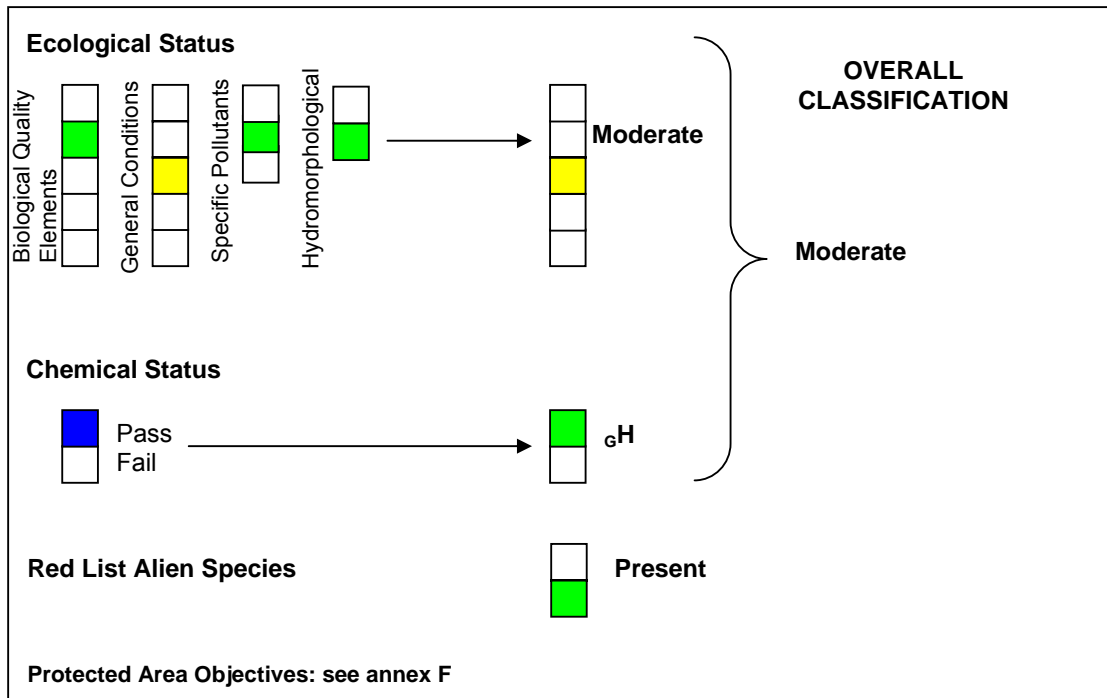 Ecological Status
OVERALL
CLASSIFICATION
Biological Quality
Elements
General Conditions
Specific Pollutants
Hydromorphological
Moderate
Moderate
Chemical Status
Pass
Fail
GH
Red List Alien Species
Present
Protected Area Objectives: see annex F